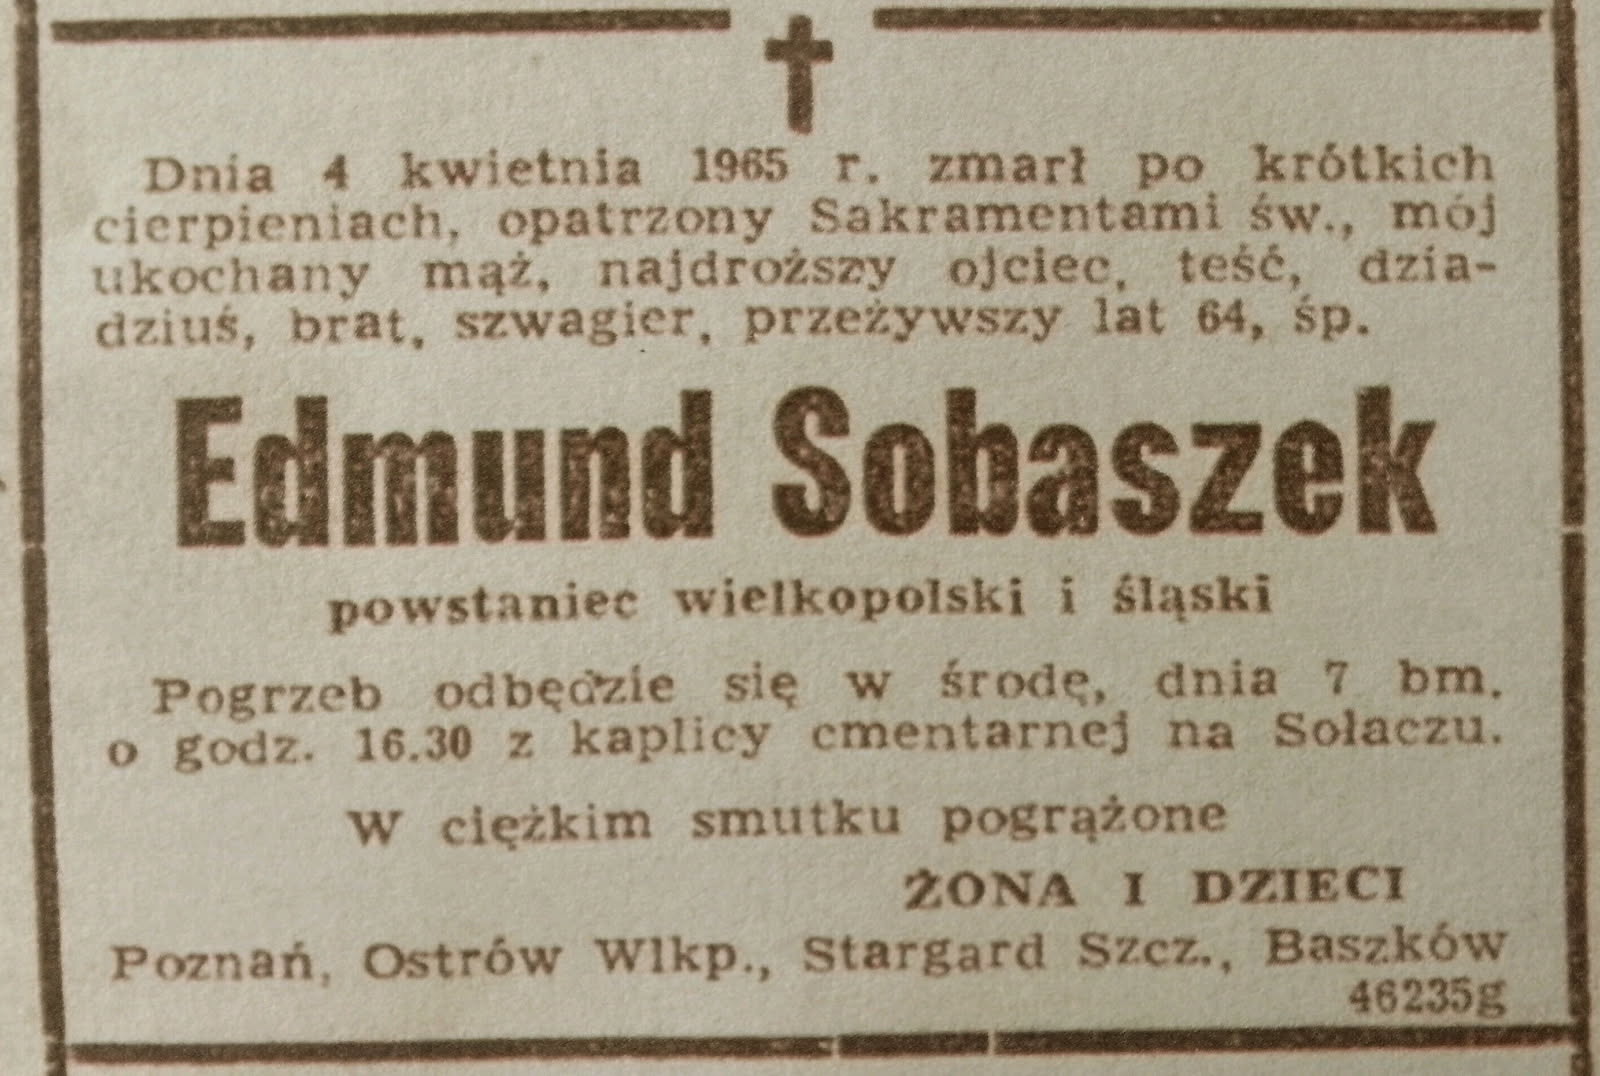 Dnia 4 kwietnia 1965 r. zmarł po krótkich
cierpieniach, opatrzony Sakramentami św., mój
ukochany mąż, najdroższy ojciec, teść, dzia-
dziuś, brat, szwagier, przeżywszy lat 64, śp.
Edmund Sobaszek
powstaniec wielkopolski i śląski
Pogrzeb odbędzie się w środę, dnia 7 bm.
o godz. 16.30 z kaplicy cmentarnej na Sołaczu.
W ciężkim smutku pogrążone
ŻONA I DZIECI
Poznań, Ostrów Wlkp., Stargard Szcz., Baszków
46235g